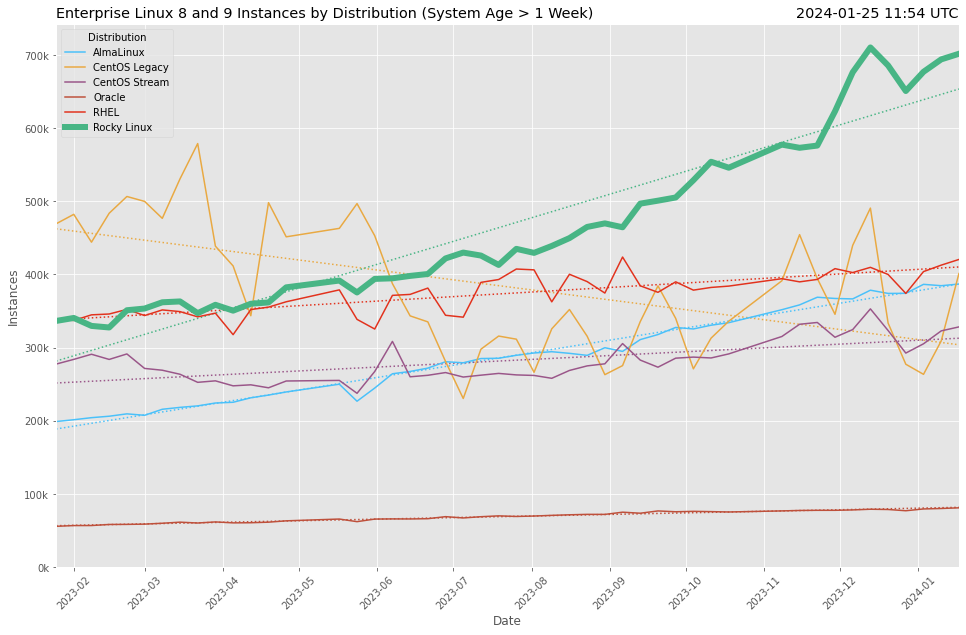 Enterprise Linux 8 and 9 Instances by Distribution (System Age > 1 Week)
2024-01-25 11:54 UTC
Distribution
AlmaLinux
CentOS Legacy
CentOS Stream
Oracle
RHEL
Rocky Linux
700k
600k
500k
400k
300k
200k
100k
0k
Instances
2023-02
2023-03
2023-04
2023-05
2023-06
2023-07
2023-08
2023-09
2023-10
2023-11
2023-12
2024-01
Date